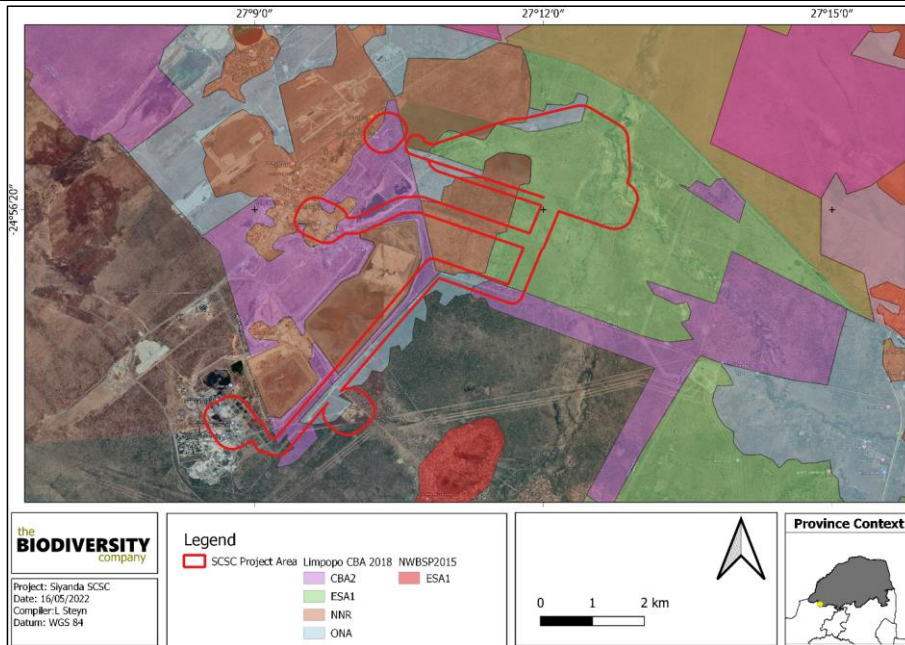 27°9′0″
27°12′0″
27°15′0″
-24°56′20″
the
BIODIVERSITY
company
Project: Siyanda SCSC
Date: 16/05/2022
Compiler:L Steyn
Datum: WGS 84
Legend
SCSC Project Area
Limpopo CBA 2018
CBA2
ESA1
NNR
ONA
NWBSP2015
ESA1
0 1 2 km
Province Context